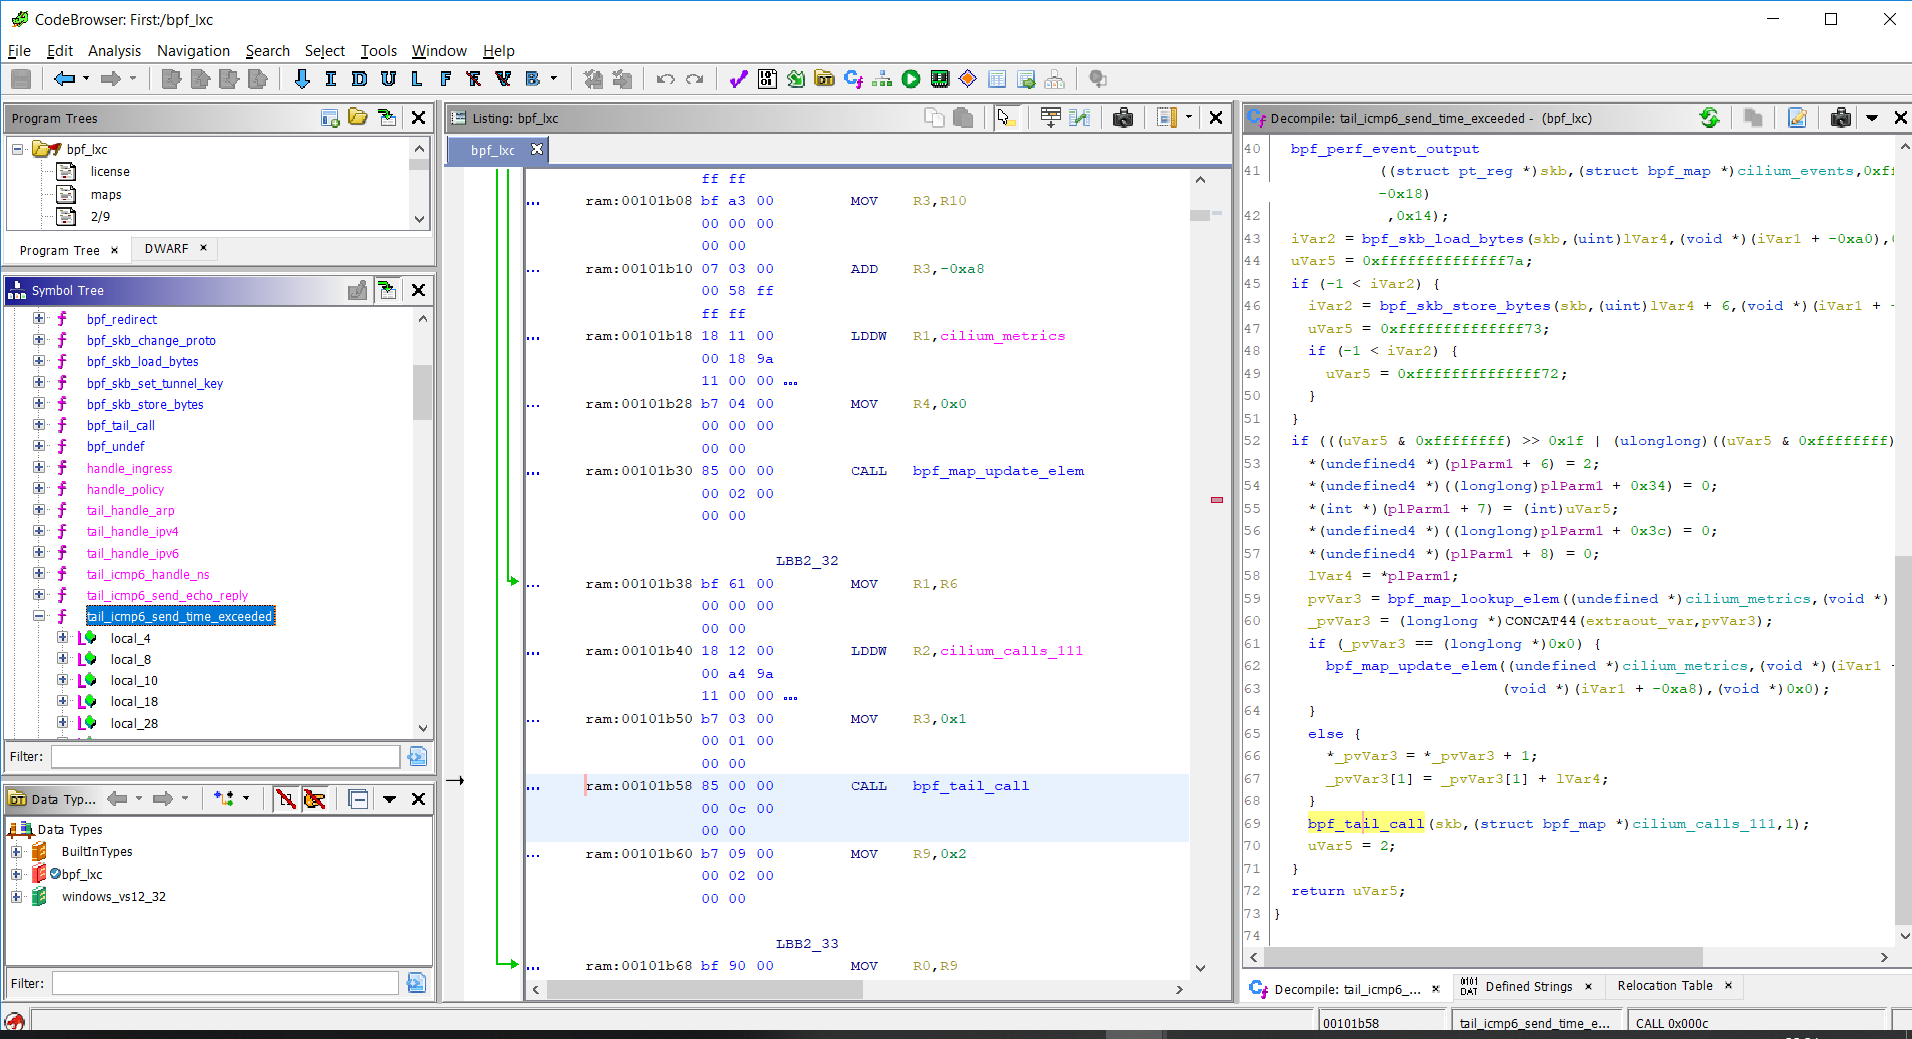 CodeBrowser: First:/bpf_lxc
File Edit Analysis Navigation Search Select Tools Window Help
I D U L F R V B
Program Trees
bpf_lxc
license
maps
2/9
Program Tree × DWARF ×
Symbol Tree
bpf_redirect
bpf_skb_change_proto
bpf_skb_load_bytes
bpf_skb_set_tunnel_key
bpf_skb_store_bytes
bpf_tail_call
bpf_undef
handle_ingress
handle_policy
tail_handle_arp
tail_handle_ipv4
tail_handle_ipv6
tail_icmp6_handle_ns
tail_icmp6_send_echo_reply
tail_icmp6_send_time_exceeded
local_4
local_8
local_10
local_18
local_28
Filter:
Data Typ...
Data Types
BuiltInTypes
bpf_lxc
windows_vs12_32
Filter:
Listing: bpf_lxc
bpf_lxc
ff ff
... ram:00101b08 bf a3 00 MOV R3,R10
00 00 00
00 00
... ram:00101b10 07 03 00 ADD R3,-0xa8
00 58 ff
ff ff
... ram:00101b18 18 11 00 LDDW R1,cilium_metrics
00 18 9a
11 00 00 ...
... ram:00101b28 b7 04 00 MOV R4,0x0
00 00 00
00 00
... ram:00101b30 85 00 00 CALL bpf_map_update_elem
00 02 00
00 00
LBB2_32
... ram:00101b38 bf 61 00 MOV R1,R6
00 00 00
00 00
... ram:00101b40 18 12 00 LDDW R2,cilium_calls_111
00 a4 9a
11 00 00 ...
... ram:00101b50 b7 03 00 MOV R3,0x1
00 01 00
00 00
... ram:00101b58 85 00 00 CALL bpf_tail_call
00 0c 00
00 00
... ram:00101b60 b7 09 00 MOV R9,0x2
00 02 00
00 00
LBB2_33
... ram:00101b68 bf 90 00 MOV R0,R9
Decompile: tail_icmp6_send_time_exceeded - (bpf_lxc)
40 bpf_perf_event_output
41 ((struct pt_reg *)skb,(struct bpf_map *)cilium_events,0xff
-0x18)
42 ,0x14);
43 iVar2 = bpf_skb_load_bytes(skb,(uint)lVar4,(void *)(iVar1 + -0xa0),
44 uVar5 = 0xffffffffffffff7a;
45 if (-1 < iVar2) {
46 iVar2 = bpf_skb_store_bytes(skb,(uint)lVar4 + 6,(void *)(iVar1 + -
47 uVar5 = 0xffffffffffffff73;
48 if (-1 < iVar2) {
49 uVar5 = 0xffffffffffffff72;
50 }
51 }
52 if (((uVar5 & 0xffffffff) >> 0x1f | (ulonglong)((uVar5 & 0xffffffff)
53 *(undefined4 *)(plParm1 + 6) = 2;
54 *(undefined4 *)((longlong)plParm1 + 0x34) = 0;
55 *(int *)(plParm1 + 7) = (int)uVar5;
56 *(undefined4 *)((longlong)plParm1 + 0x3c) = 0;
57 *(undefined4 *)(plParm1 + 8) = 0;
58 lVar4 = *plParm1;
59 pvVar3 = bpf_map_lookup_elem((undefined *)cilium_metrics,(void *)
60 _pvVar3 = (longlong *)CONCAT44(extraout_var,pvVar3);
61 if (_pvVar3 == (longlong *)0x0) {
62 bpf_map_update_elem((undefined *)cilium_metrics,(void *)(iVar1 -
63 (void *)(iVar1 + -0xa8),(void *)0x0);
64 }
65 else {
66 *_pvVar3 = *_pvVar3 + 1;
67 _pvVar3[1] = _pvVar3[1] + lVar4;
68 }
69 bpf_tail_call(skb,(struct bpf_map *)cilium_calls_111,1);
70 uVar5 = 2;
71 }
72 return uVar5;
73 }
74
Decompile: tail_icmp6_... × Defined Strings × Relocation Table ×
00101b58 tail_icmp6_send_time_e... CALL 0x000c